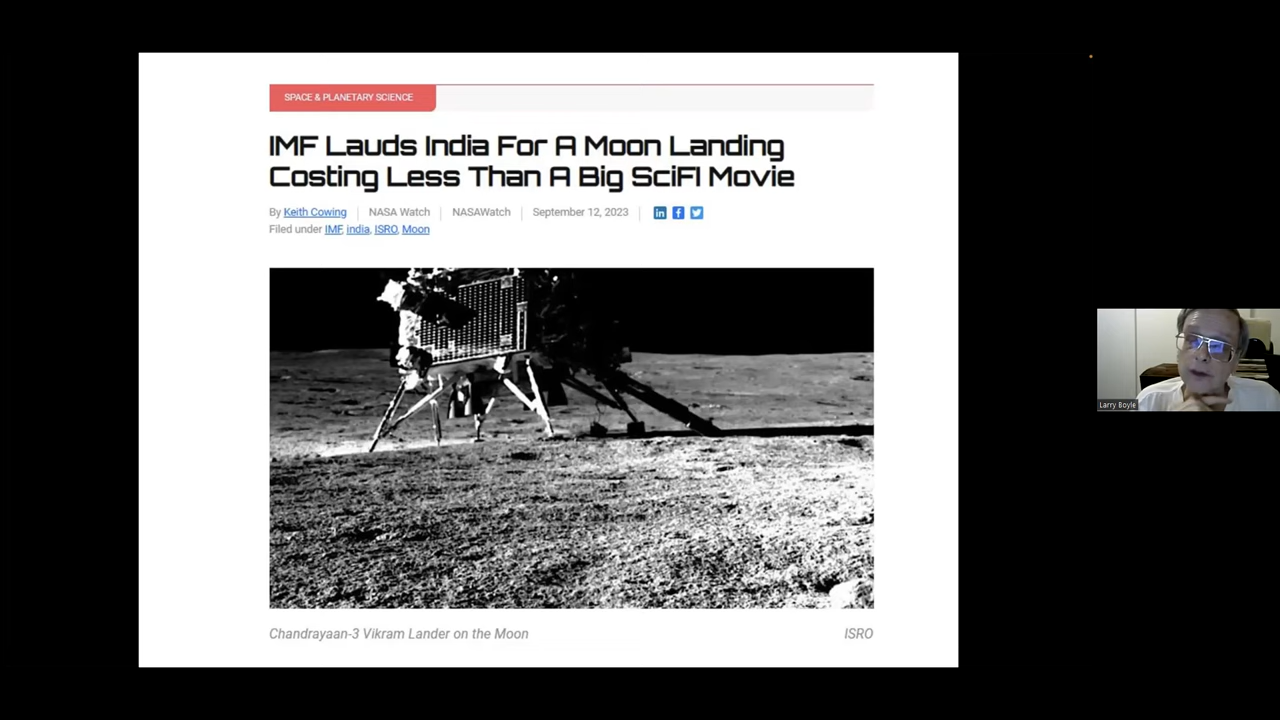 SPACE & PLANETARY SCIENCE
IMF Lauds India For A Moon Landing
Costing Less Than A Big SciFI Movie
By Keith Cowing | NASA Watch | NASAWatch | September 12, 2023
Filed under IMF, india, ISRO, Moon
Chandrayaan-3 Vikram Lander on the Moon
ISRO
Larry Boyle